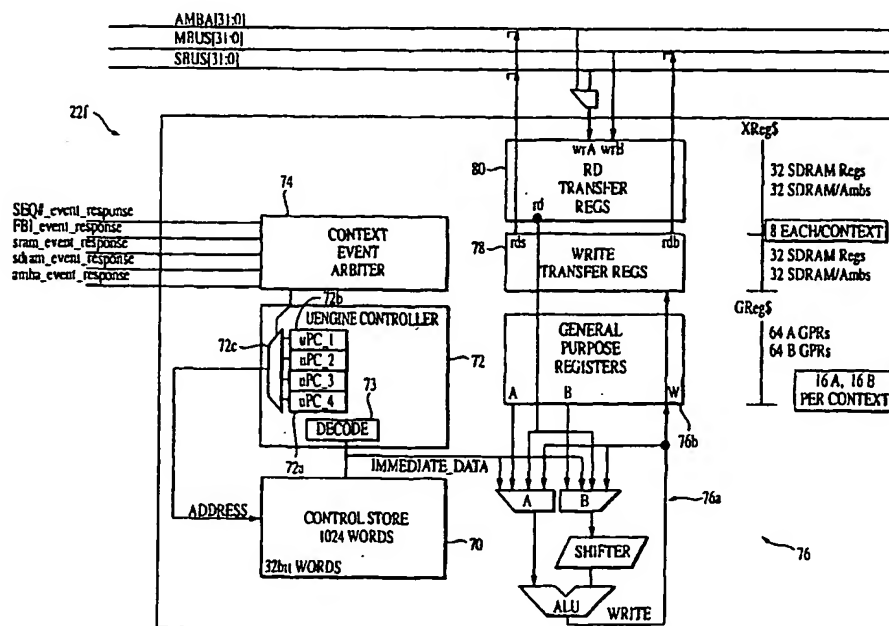 AMBA[31:0]
MBUS[31:0]
SBUS[31:0]
22f
XReg$
wrA wrB
80
RD
TRANSFER
REGS
rd
32 SDRAM Regs
32 SDRAM/Ambs
74
SEQ#_event_response
FBI_event_response
sram_event_response
sdram_event_response
amba_event_response
CONTEXT
EVENT
ARBITER
rds
rdb
78
WRITE
TRANSFER REGS
8 EACH/CONTEXT
32 SDRAM Regs
32 SDRAM/Ambs
72b
UENGINE CONTROLLER
72c
uPC_1
uPC_2
uPC_3
uPC_4
72
73
DECODE
72a
GENERAL
PURPOSE
REGISTERS
A
B
W
GReg$
64 A GPRs
64 B GPRs
16 A, 16 B
PER CONTEXT
76b
IMMEDIATE_DATA
A
B
76a
ADDRESS
CONTROL STORE
1024 WORDS
32bit WORDS
70
SHIFTER
76
ALU
WRITE